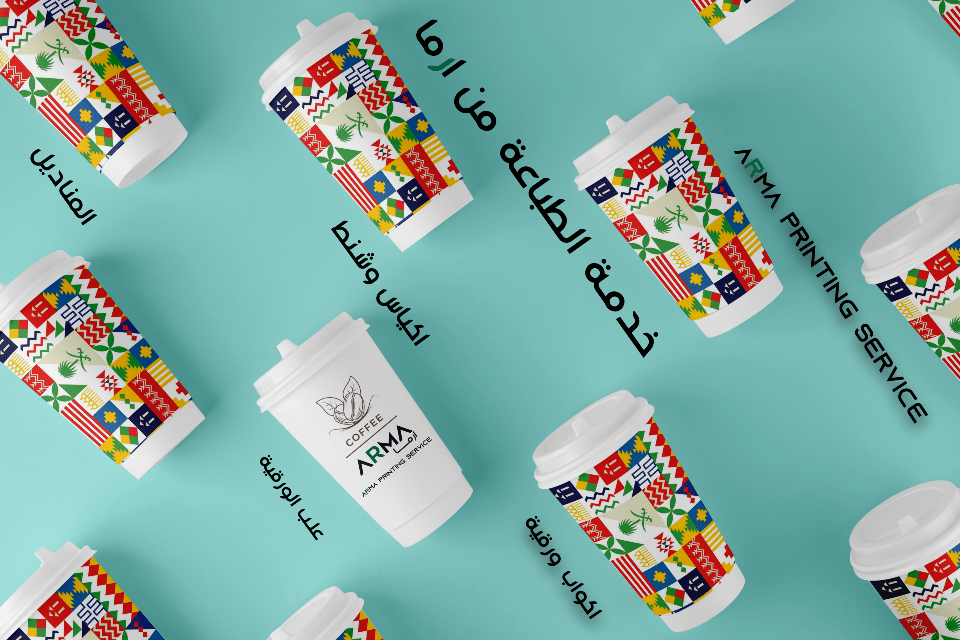 خدمة الطباعة من ارما
ARMA PRINTING SERVICE
المناديل
اكياس وشنط
COFFEE
ARMA
ارمـا
ARMA PRINTING SERVICE
علب الورقية
اكواب ورقية